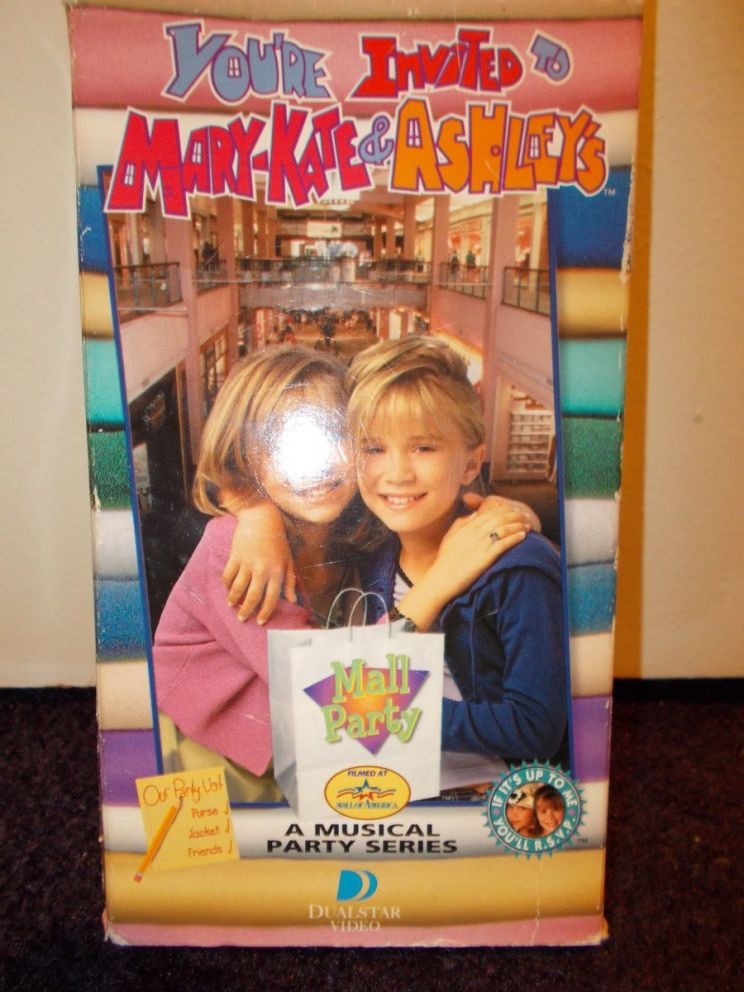 YOU'RE INVITED TO
MARY-KATE & ASHLEY'S™
Mall
Party
FILMED AT
MALL OF AMERICA
Our Party List
Purse ✓
Jacket ✓
Friends ✓
IF IT'S UP TO ME
YOU'LL R.S.V.P.™
A MUSICAL
PARTY SERIES
DUALSTAR
VIDEO